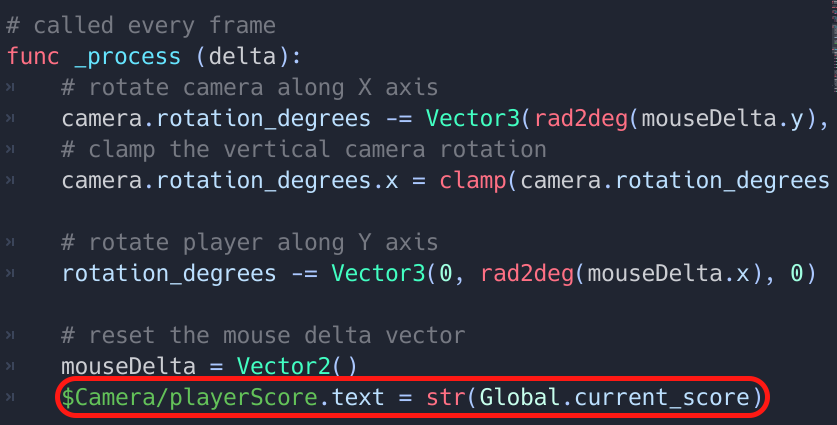 # called every frame
func _process (delta):
# rotate camera along X axis
camera.rotation_degrees -= Vector3(rad2deg(mouseDelta.y),
# clamp the vertical camera rotation
camera.rotation_degrees.x = clamp(camera.rotation_degrees
# rotate player along Y axis
rotation_degrees -= Vector3(0, rad2deg(mouseDelta.x), 0)
# reset the mouse delta vector
mouseDelta = Vector2()
$Camera/playerScore.text = str(Global.current_score)